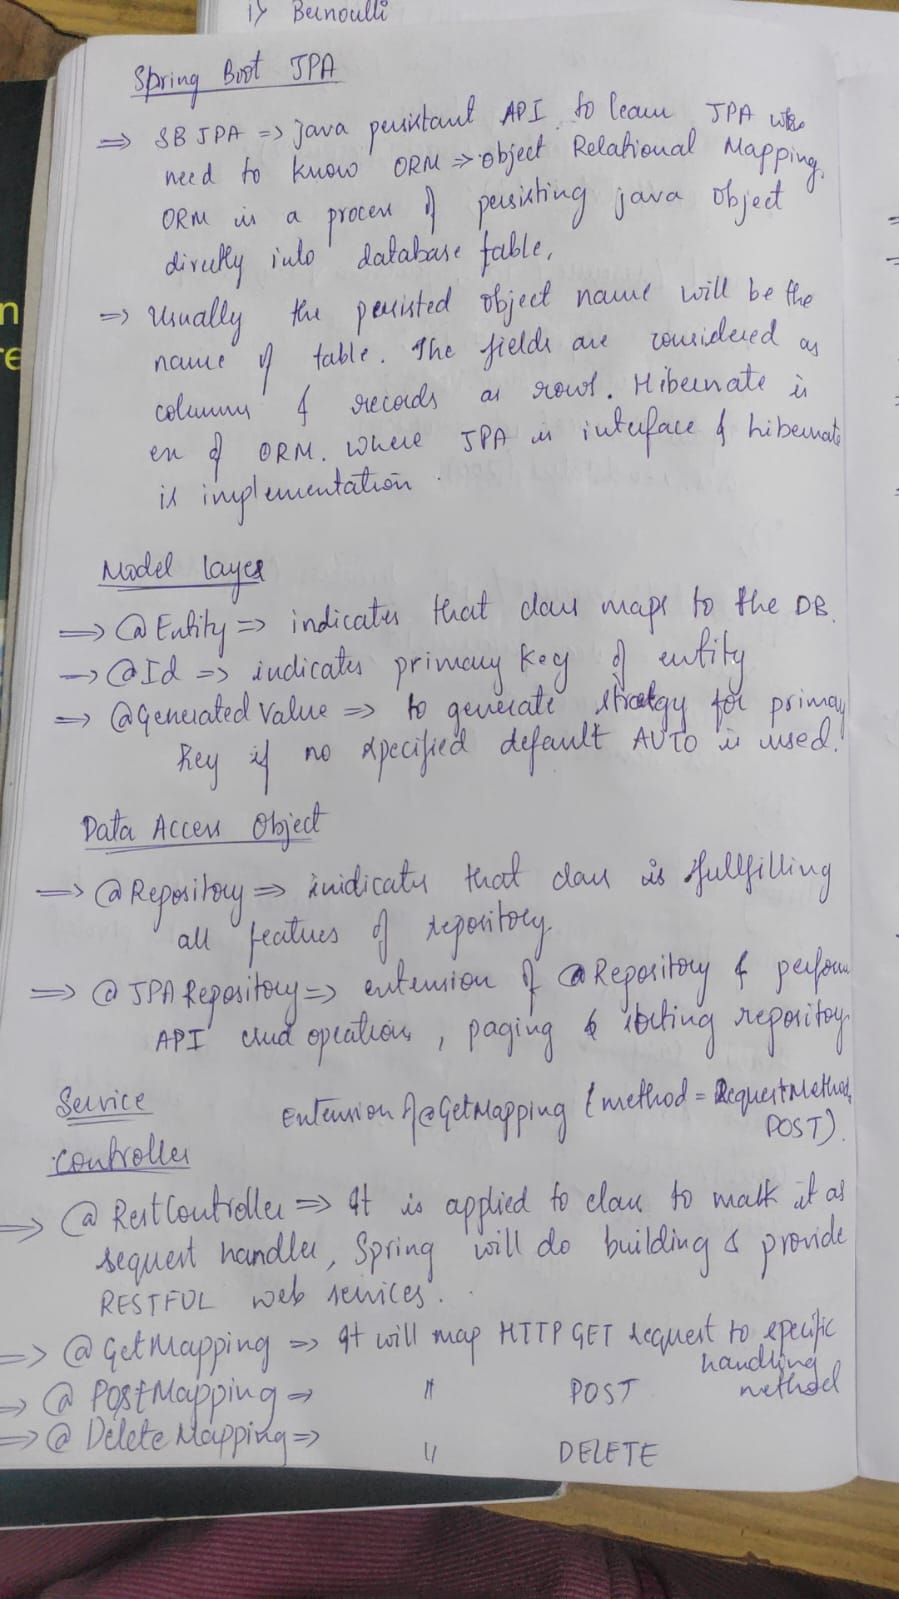 i) Bernoulli
Spring Boot JPA
=> SBJPA => java persistant API. to learn JPA we
need to know ORM => object Relational Mapping.
ORM is a process of persisting java object
directly into database table,
=> Usually the persisted object name will be the
name of table. The fields are considered as
columns & records as rows. Hibernate is
ex of ORM. where JPA is interface & hibernate
is implementation.
Model Layer
=> @Entity => indicates that class maps to the DB.
-> @Id => indicates primary key of entity
=> @Generated Value => to generate strategy for primary
key if no specified default AUTO is used.
Data Access Object
=> @Repository => inidicates that class is fullfilling
all features of repository
=> @JPA Repository => extension of @Repository & perform
API crud opration, paging & sorting repository
Service
Extension of @GetMapping (method = RequestMethod.
POST).
Controller
=> @RestController => It is applied to class to mark it as
request handler, Spring will do building & provide
RESTFUL web services.
=> @GetMapping => It will map HTTP GET request to specific
handling
method
=> @PostMapping => " POST
=> @DeleteMapping => " DELETE
n
re